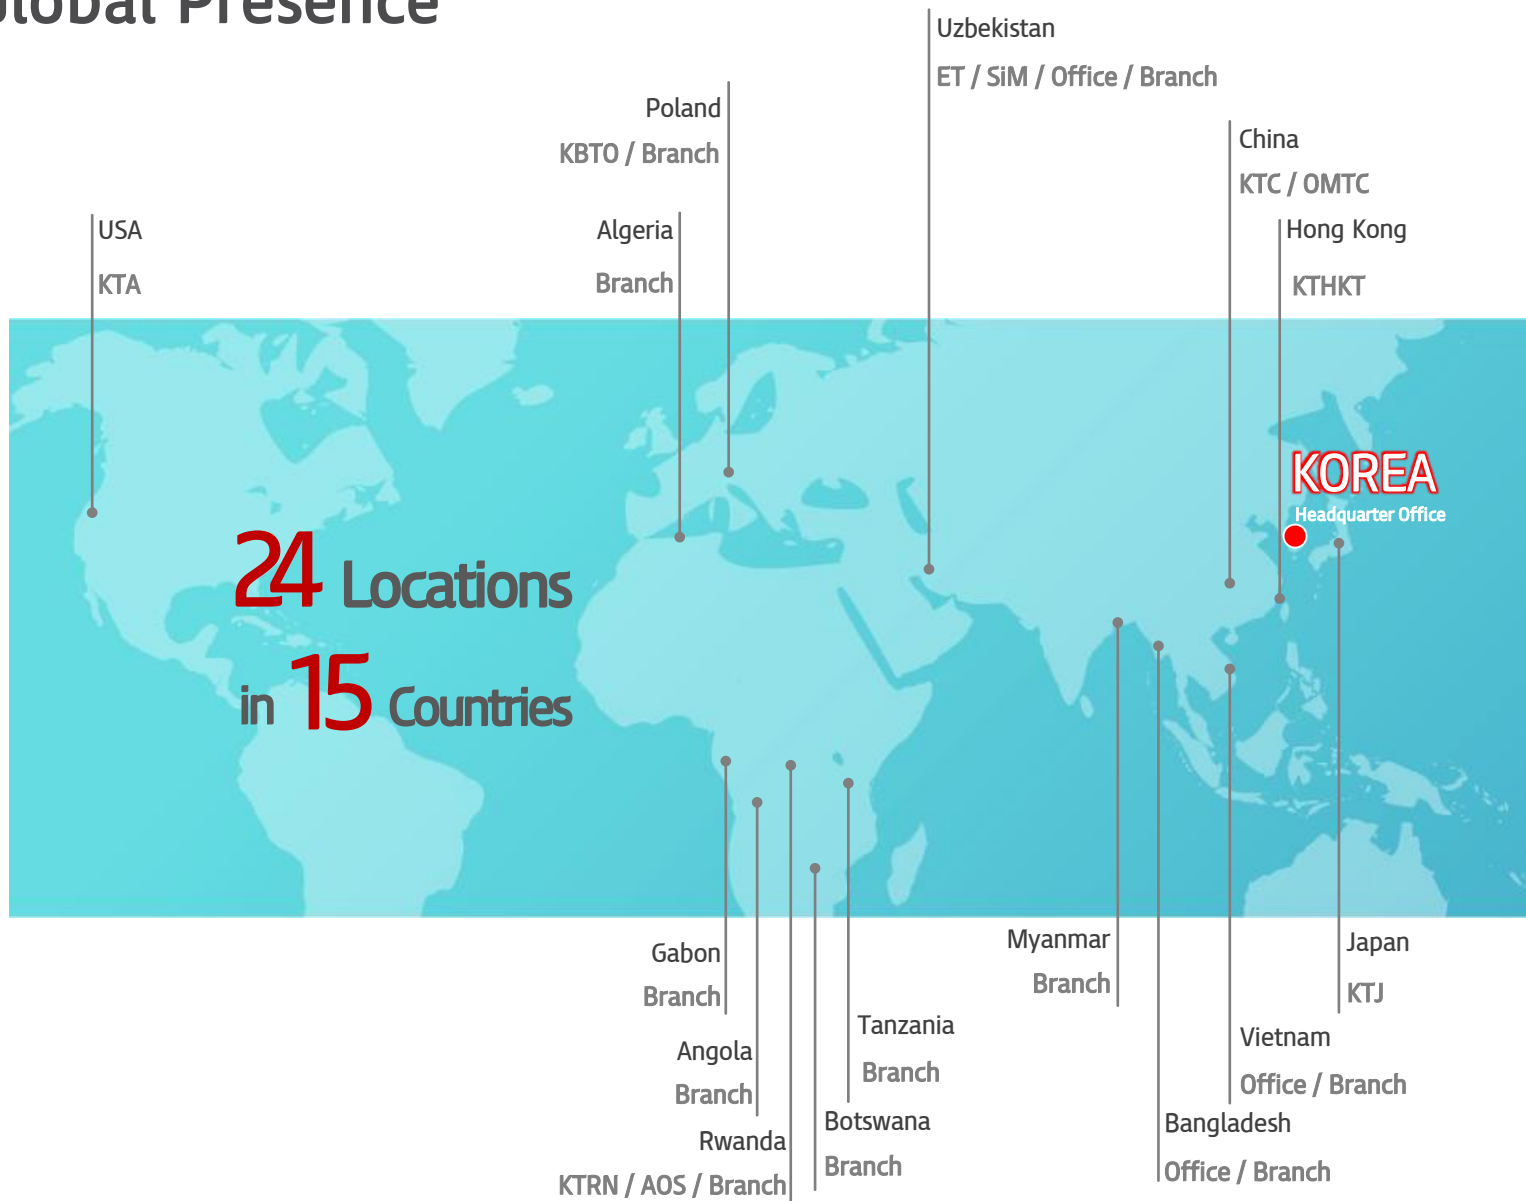 Global Presence
Uzbekistan
ET / SiM / Office / Branch
Poland
KBTO / Branch
China
KTC / OMTC
USA
KTA
Algeria
Branch
Hong Kong
KTHKT
KOREA
Headquarter Office
24 Locations
in 15 Countries
Gabon
Branch
Angola
Branch
Rwanda
KTRN / AOS / Branch
Tanzania
Branch
Botswana
Branch
Myanmar
Branch
Japan
KTJ
Vietnam
Office / Branch
Bangladesh
Office / Branch